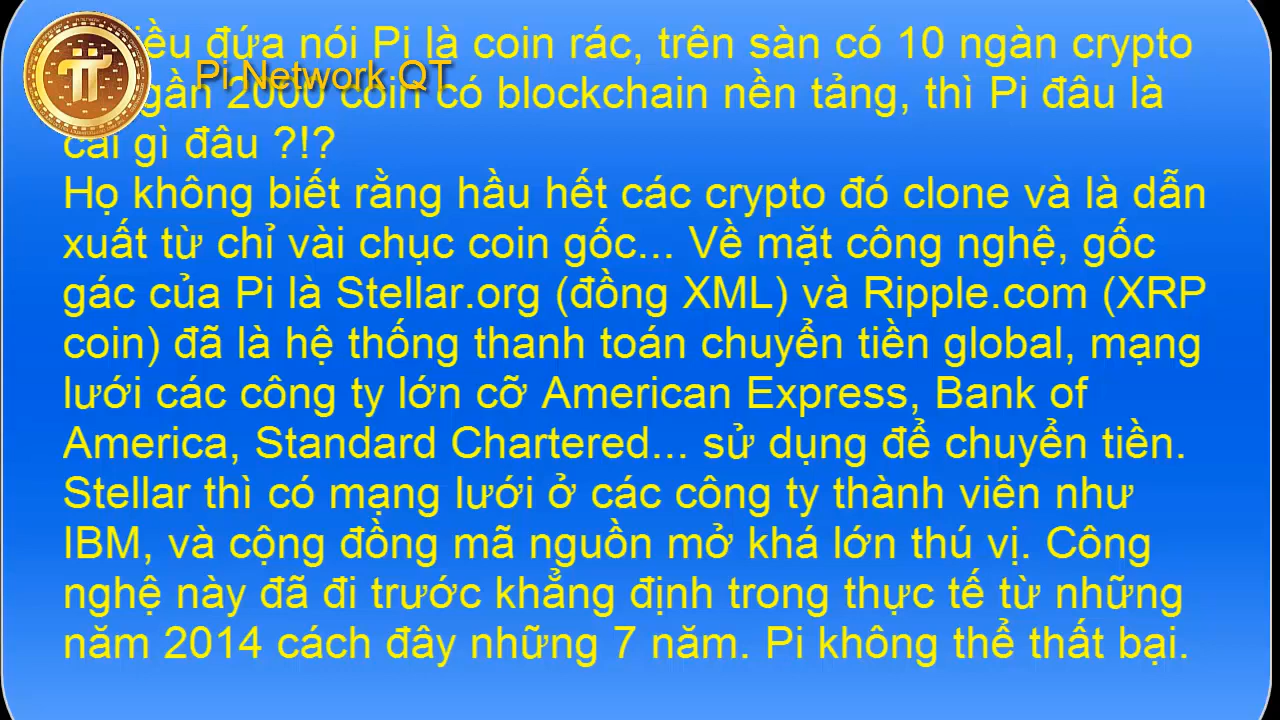 iều đứa nói Pi là coin rác, trên sàn có 10 ngàn crypto
Pi Network QT
gần 2000 coin có blockchain nền tảng, thì Pi đâu là
cái gì đâu ?!?
Họ không biết rằng hầu hết các crypto đó clone và là dẫn
xuất từ chỉ vài chục coin gốc... Về mặt công nghệ, gốc
gác của Pi là Stellar.org (đồng XML) và Ripple.com (XRP
coin) đã là hệ thống thanh toán chuyển tiền global, mạng
lưới các công ty lớn cỡ American Express, Bank of
America, Standard Chartered... sử dụng để chuyển tiền.
Stellar thì có mạng lưới ở các công ty thành viên như
IBM, và cộng đồng mã nguồn mở khá lớn thú vị. Công
nghệ này đã đi trước khẳng định trong thực tế từ những
năm 2014 cách đây những 7 năm. Pi không thể thất bại.